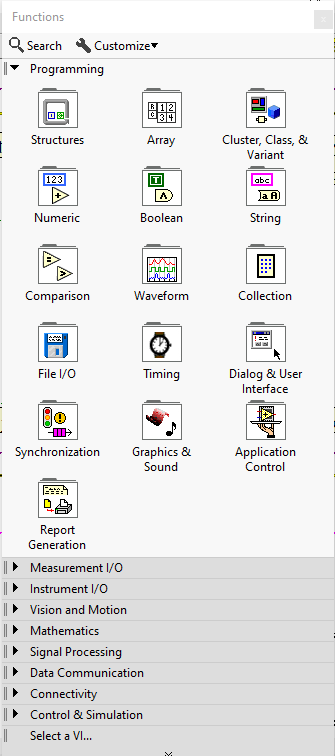 Functions
Search
Customize
Programming
Structures
Array
Cluster, Class, &
Variant
123
T
abc
Numeric
Boolean
String
Comparison
Waveform
Collection
File I/O
Timing
Dialog & User
Interface
Synchronization
Graphics &
Sound
Application
Control
Report
Generation
Measurement I/O
Instrument I/O
Vision and Motion
Mathematics
Signal Processing
Data Communication
Connectivity
Control & Simulation
Select a VI...